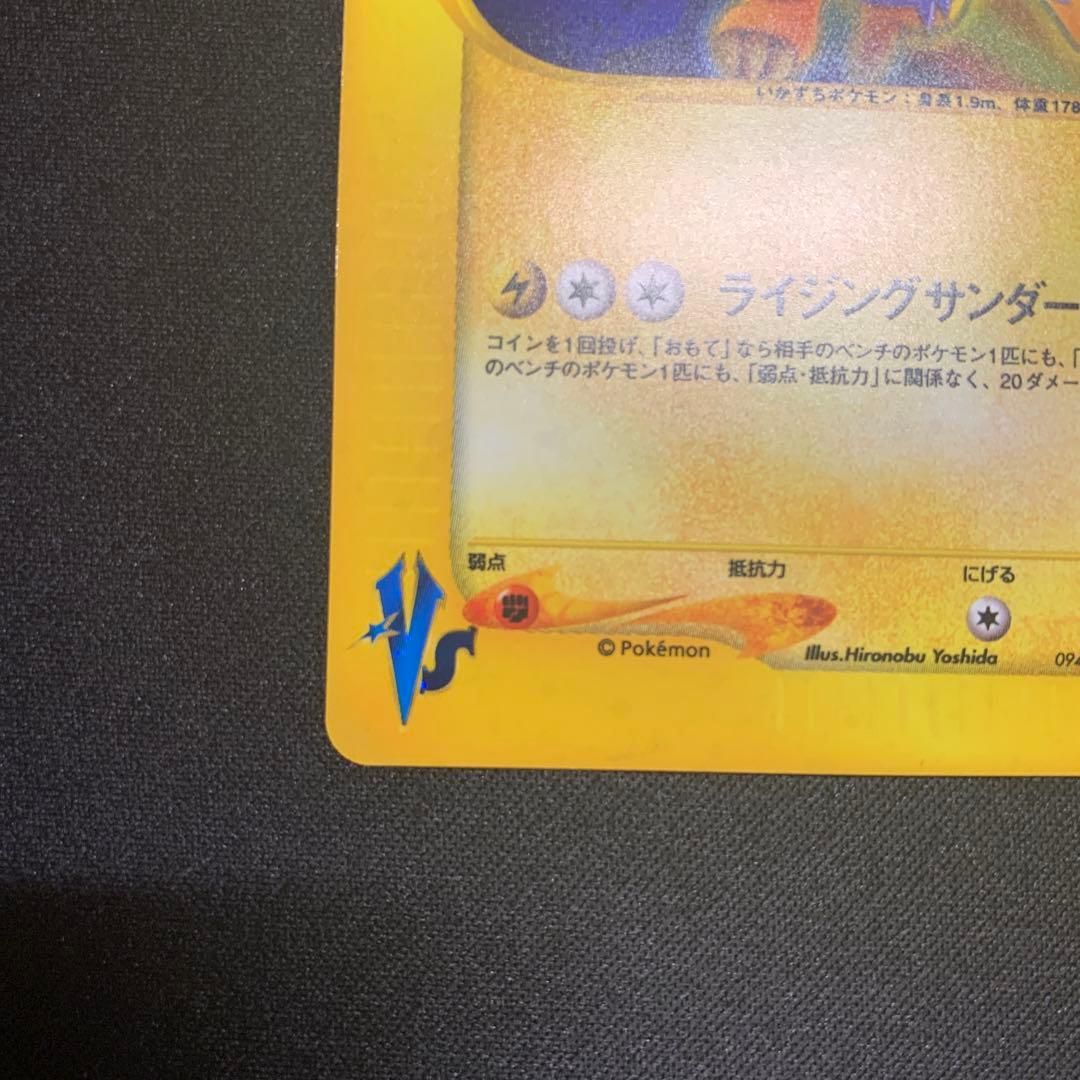 いかずちポケモン：身長1.9m、体重178
ライジングサンダー
コインを1回投げ、「おもて」なら相手のベンチのポケモン1匹にも、「
のベンチのポケモン1匹にも、「弱点・抵抗力」に関係なく、20ダメー
弱点 抵抗力 にげる
© Pokémon Illus.Hironobu Yoshida 094
VS